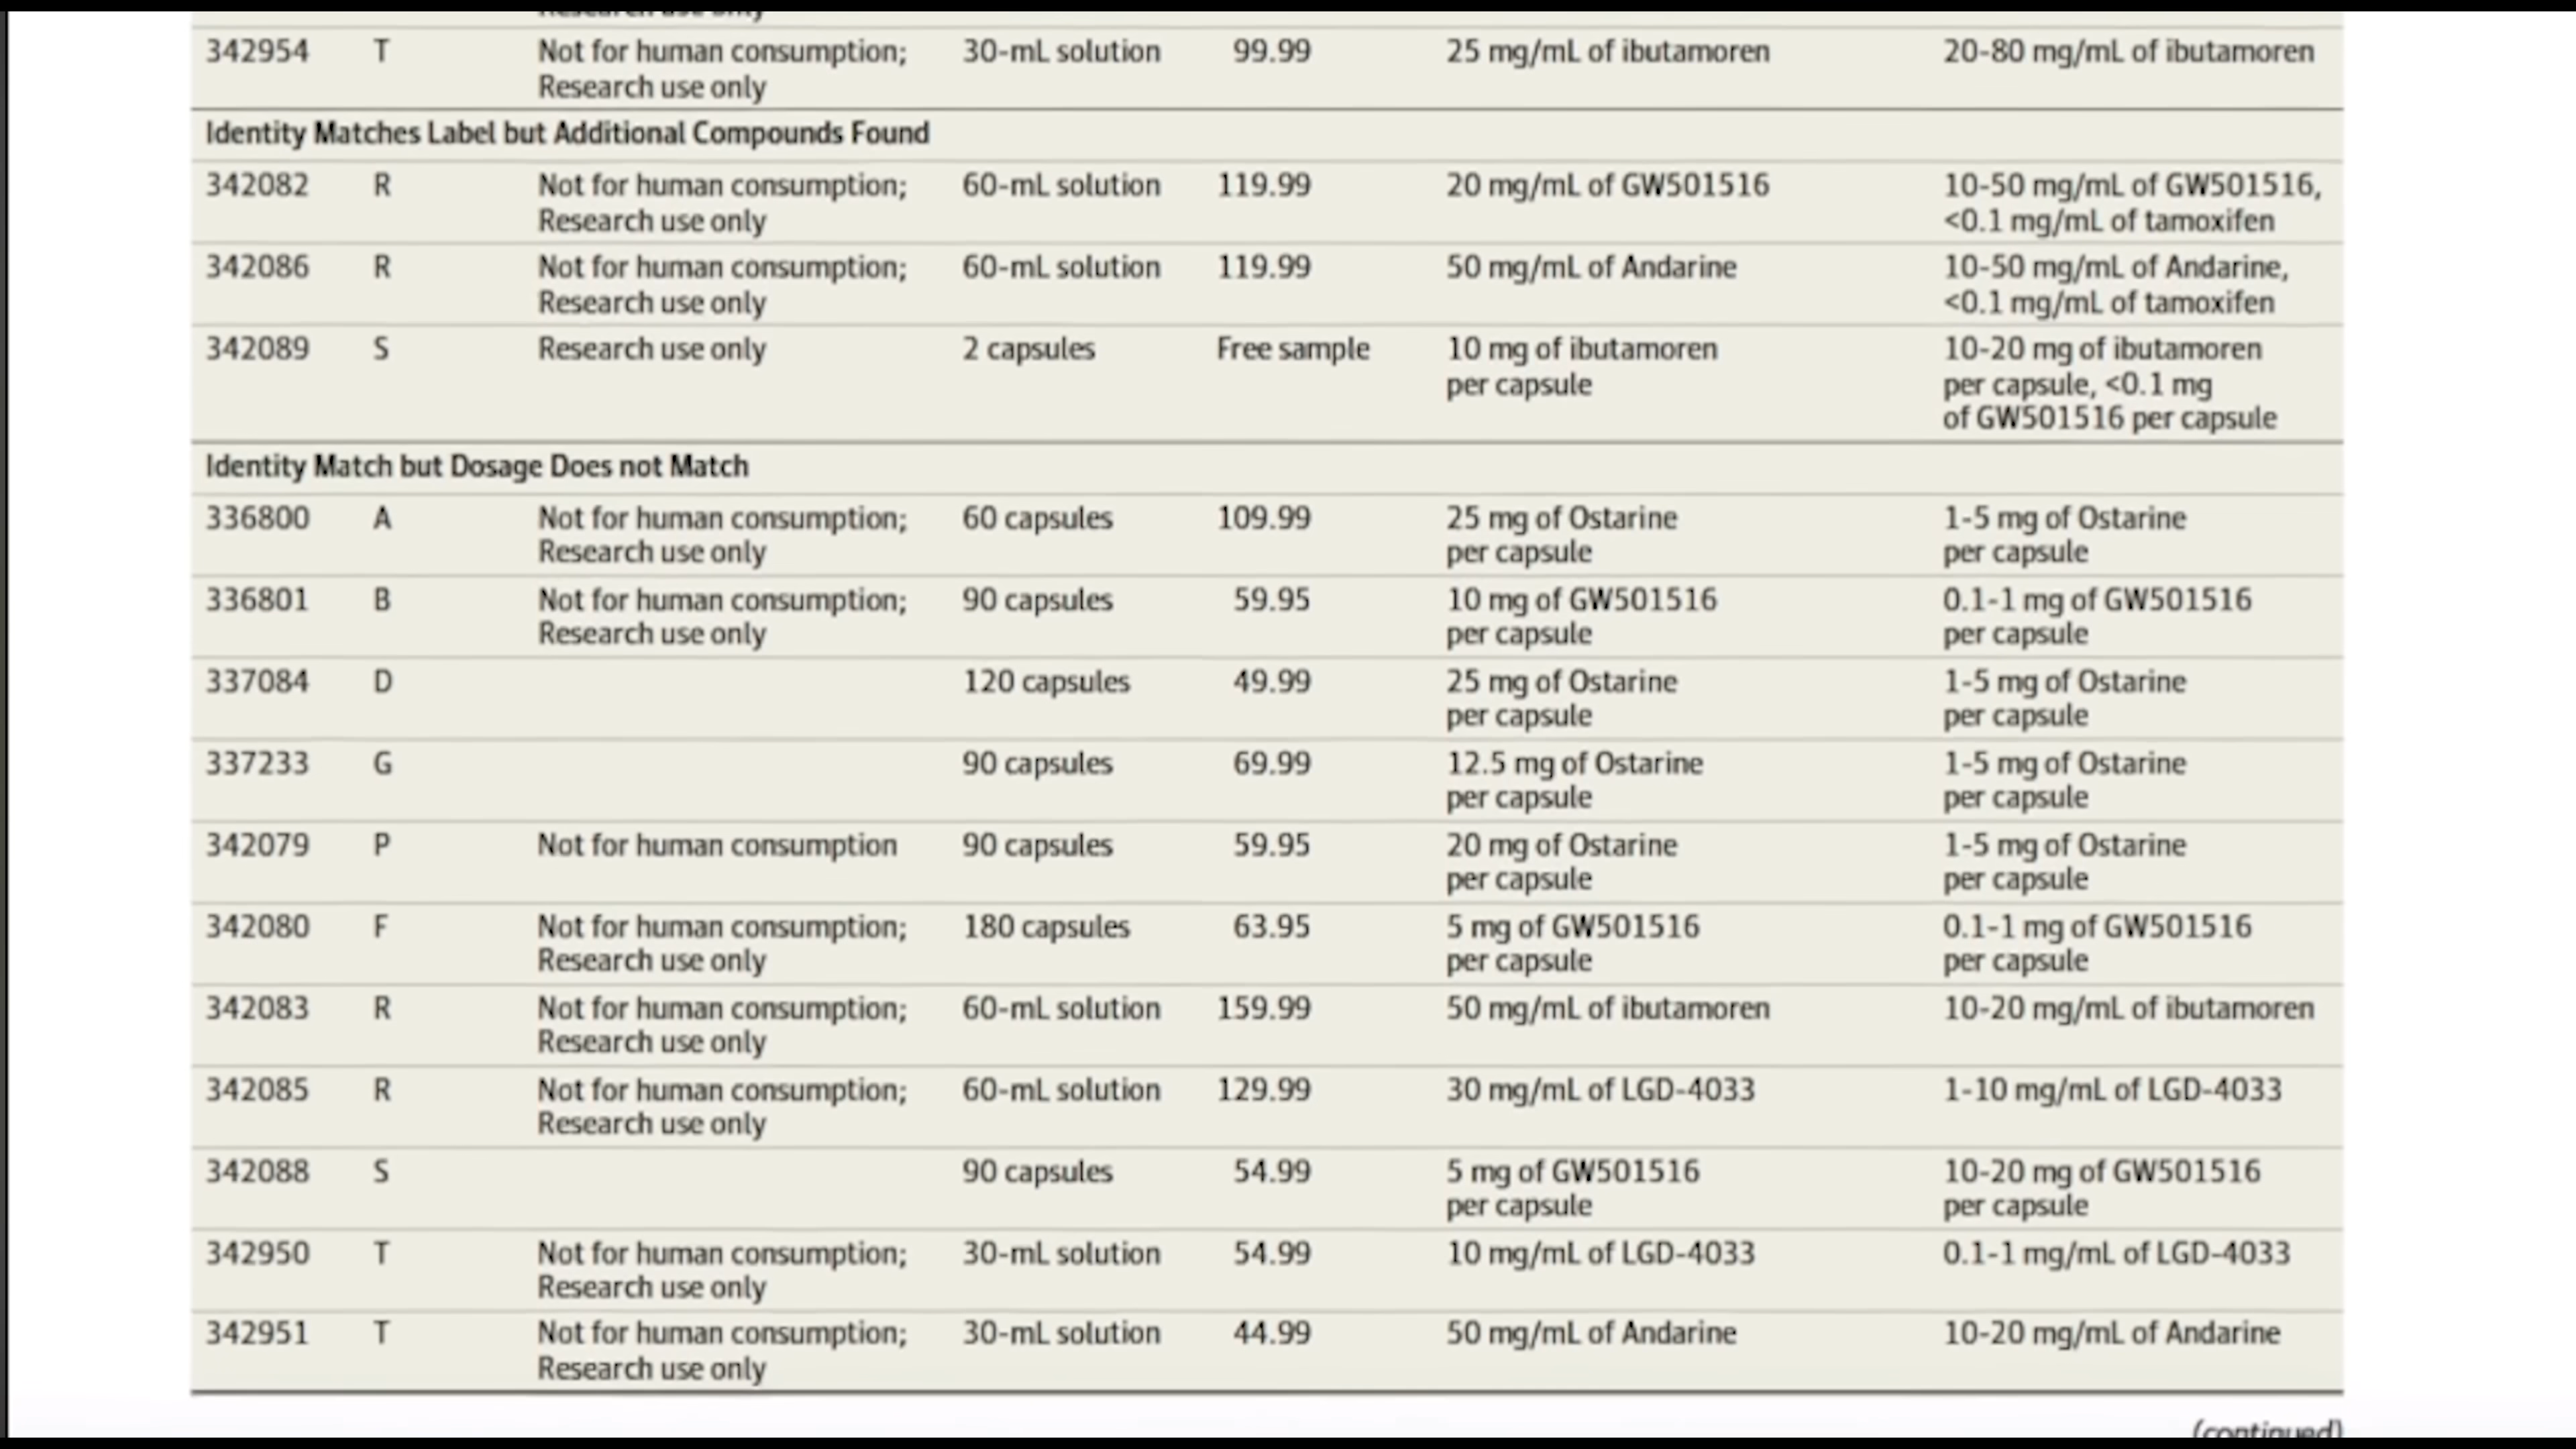 Research use only
342954 T Not for human consumption; 30-mL solution 99.99 25 mg/mL of ibutamoren 20-80 mg/mL of ibutamoren
Research use only
Identity Matches Label but Additional Compounds Found
342082 R Not for human consumption; 60-mL solution 119.99 20 mg/mL of GW501516 10-50 mg/mL of GW501516,
Research use only <0.1 mg/mL of tamoxifen
342086 R Not for human consumption; 60-mL solution 119.99 50 mg/mL of Andarine 10-50 mg/mL of Andarine,
Research use only <0.1 mg/mL of tamoxifen
342089 S Research use only 2 capsules Free sample 10 mg of ibutamoren 10-20 mg of ibutamoren
per capsule per capsule, <0.1 mg
of GW501516 per capsule
Identity Match but Dosage Does not Match
336800 A Not for human consumption; 60 capsules 109.99 25 mg of Ostarine 1-5 mg of Ostarine
Research use only per capsule per capsule
336801 B Not for human consumption; 90 capsules 59.95 10 mg of GW501516 0.1-1 mg of GW501516
Research use only per capsule per capsule
337084 D 120 capsules 49.99 25 mg of Ostarine 1-5 mg of Ostarine
per capsule per capsule
337233 G 90 capsules 69.99 12.5 mg of Ostarine 1-5 mg of Ostarine
per capsule per capsule
342079 P Not for human consumption 90 capsules 59.95 20 mg of Ostarine 1-5 mg of Ostarine
per capsule per capsule
342080 F Not for human consumption; 180 capsules 63.95 5 mg of GW501516 0.1-1 mg of GW501516
Research use only per capsule per capsule
342083 R Not for human consumption; 60-mL solution 159.99 50 mg/mL of ibutamoren 10-20 mg/mL of ibutamoren
Research use only
342085 R Not for human consumption; 60-mL solution 129.99 30 mg/mL of LGD-4033 1-10 mg/mL of LGD-4033
Research use only
342088 S 90 capsules 54.99 5 mg of GW501516 10-20 mg of GW501516
per capsule per capsule
342950 T Not for human consumption; 30-mL solution 54.99 10 mg/mL of LGD-4033 0.1-1 mg/mL of LGD-4033
Research use only
342951 T Not for human consumption; 30-mL solution 44.99 50 mg/mL of Andarine 10-20 mg/mL of Andarine
Research use only
(continued)